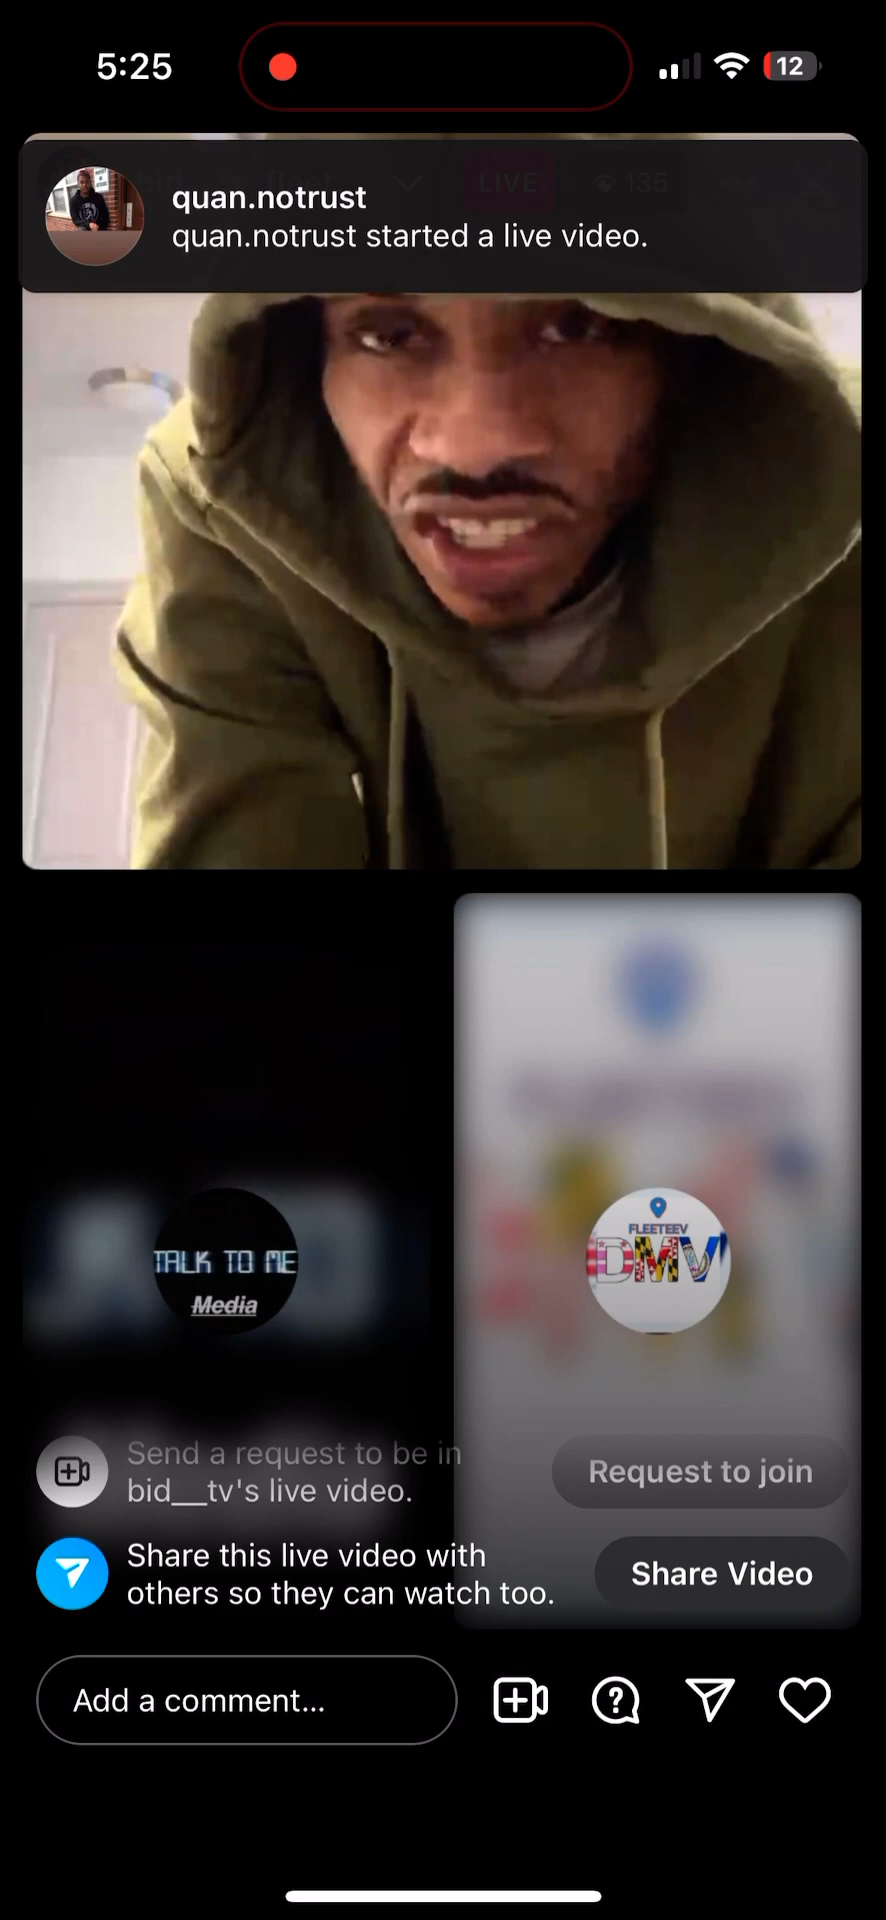 5:25
12
LIVE
135
quan.notrust
quan.notrust started a live video.
TALK TO ME
Media
FLEETEEV
DMV
Send a request to be in
bid__tv's live video.
Request to join
Share this live video with
others so they can watch too.
Share Video
Add a comment...